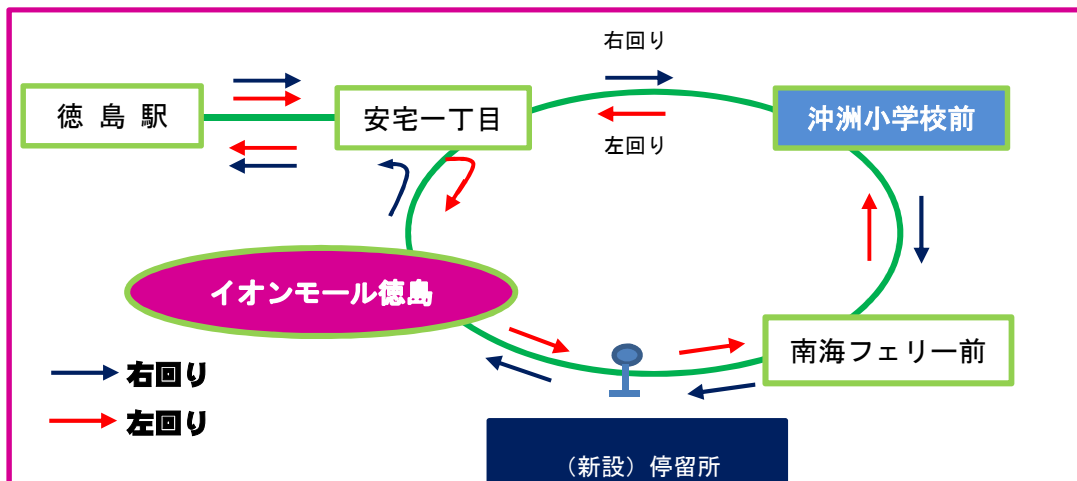 右回り
徳島駅
安宅一丁目
沖洲小学校前
左回り
イオンモール徳島
南海フェリー前
右回り
左回り
（新設）停留所